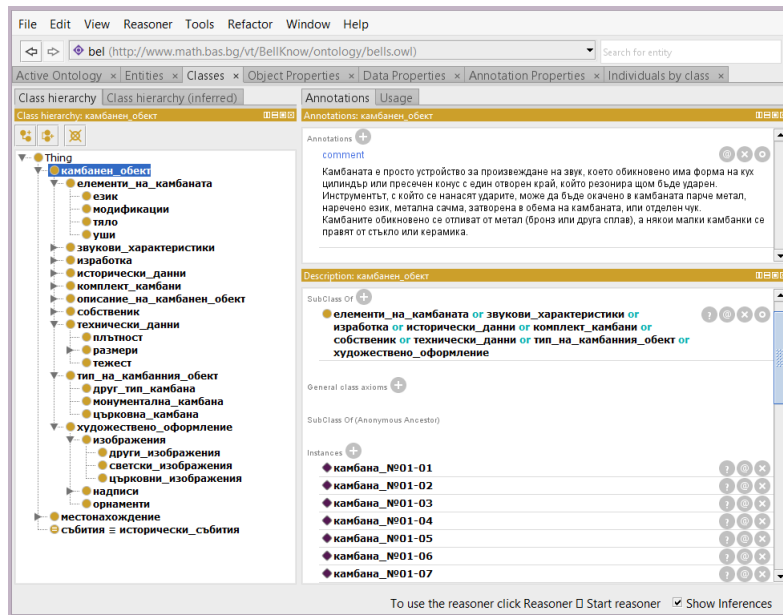 File Edit View Reasoner Tools Refactor Window Help
bel (http://www.math.bas.bg/vt/BellKnow/ontology/bells.owl) Search for entity
Active Ontology × Entities × Classes × Object Properties × Data Properties × Annotation Properties × Individuals by class ×
Class hierarchy Class hierarchy (inferred)
Class hierarchy: камбанен_обект
Thing
камбанен_обект
елементи_на_камбаната
език
модификации
тяло
уши
звукови_характеристики
изработка
исторически_данни
комплект_камбани
описание_на_камбанен_обект
собственик
технически_данни
плътност
размери
тежест
тип_на_камбанния_обект
друг_тип_камбана
монументална_камбана
църковна_камбана
художествено_оформление
изображения
други_изображения
светски_изображения
църковни_изображения
надписи
орнаменти
местонахождение
събития ≡ исторически_събития
Annotations Usage
Annotations: камбанен_обект
Annotations
comment
Камбаната е просто устройство за произвеждане на звук, което обикновено има форма на кух
цилиндър или пресечен конус с един отворен край, който резонира щом бъде ударен.
Инструментът, с който се нанасят ударите, може да бъде окачено в камбаната парче метал,
наречено език, метална сачма, затворена в обема на камбаната, или отделен чук.
Камбаните обикновено се отливат от метал (бронз или друга сплав), а някои малки камбанки се
правят от стъкло или керамика.
Description: камбанен_обект
SubClass Of
елементи_на_камбаната or звукови_характеристики or
изработка or исторически_данни or комплект_камбани or
собственик or технически_данни or тип_на_камбанния_обект or
художествено_оформление
General class axioms
SubClass Of (Anonymous Ancestor)
Instances
камбана_№01-01
камбана_№01-02
камбана_№01-03
камбана_№01-04
камбана_№01-05
камбана_№01-06
камбана_№01-07
To use the reasoner click Reasoner Start reasoner Show Inferences